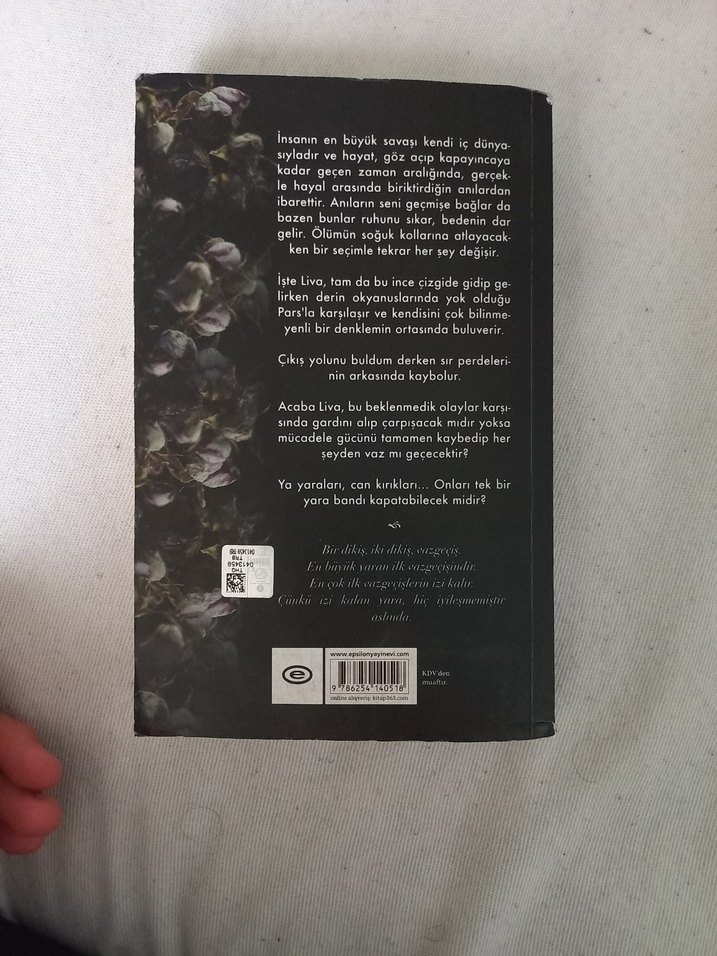 İnsanın en büyük savaşı kendi iç dünya-
sıyladır ve hayat, göz açıp kapayıncaya
kadar geçen zaman aralığında, gerçek-
le hayal arasında biriktirdiğin anılardan
ibarettir. Anıların seni geçmişe bağlar da
bazen bunlar ruhunu sıkar, bedenin dar
gelir. Ölümün soğuk kollarına atlayacak-
ken bir seçimle tekrar her şey değişir.
İşte Liva, tam da bu ince çizgide gidip ge-
lirken derin okyanuslarında yok olduğu
Pars'la karşılaşır ve kendisini çok bilinme-
yenli bir denklemin ortasında buluverir.
Çıkış yolunu buldum derken sır perdeleri-
nin arkasında kaybolur.
Acaba Liva, bu beklenmedik olaylar karşı-
sında gardını alıp çarpışacak mıdır yoksa
mücadele gücünü tamamen kaybedip her
şeyden vaz mı geçecektir?
Ya yaraları, can kırıkları... Onları tek bir
yara bandı kapatabilecek midir?
Bir dikiş, iki dikiş, vazgeçiş.
En büyük yaran ilk vazgeçişindir.
En çok ilk vazgeçişlerin izi kalır.
Çünkü izi kalan yara, hiç iyileşmemiştir
aslında.
THG
0413459
TR8
e
www.epsilonyayinevi.com
9 786254 140518
online alışveriş: kitap365.com
KDV'den
muaftır.